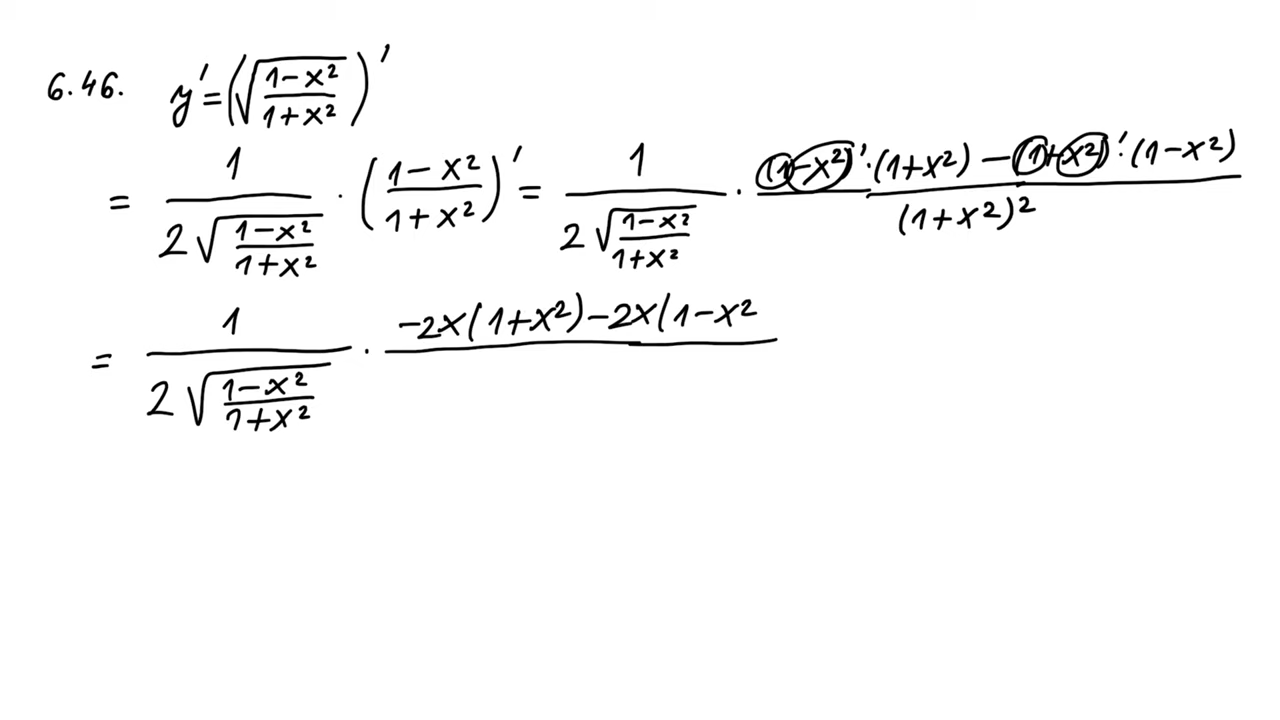 6.46. y' = (√((1-x²)/(1+x²)))'
= 1/(2√((1-x²)/(1+x²))) · ((1-x²)/(1+x²))' = 1/(2√((1-x²)/(1+x²))) · ((1-x²)'·(1+x²) - (1+x²)'·(1-x²))/(1+x²)²
= 1/(2√((1-x²)/(1+x²))) · (-2x(1+x²)-2x(1-x²